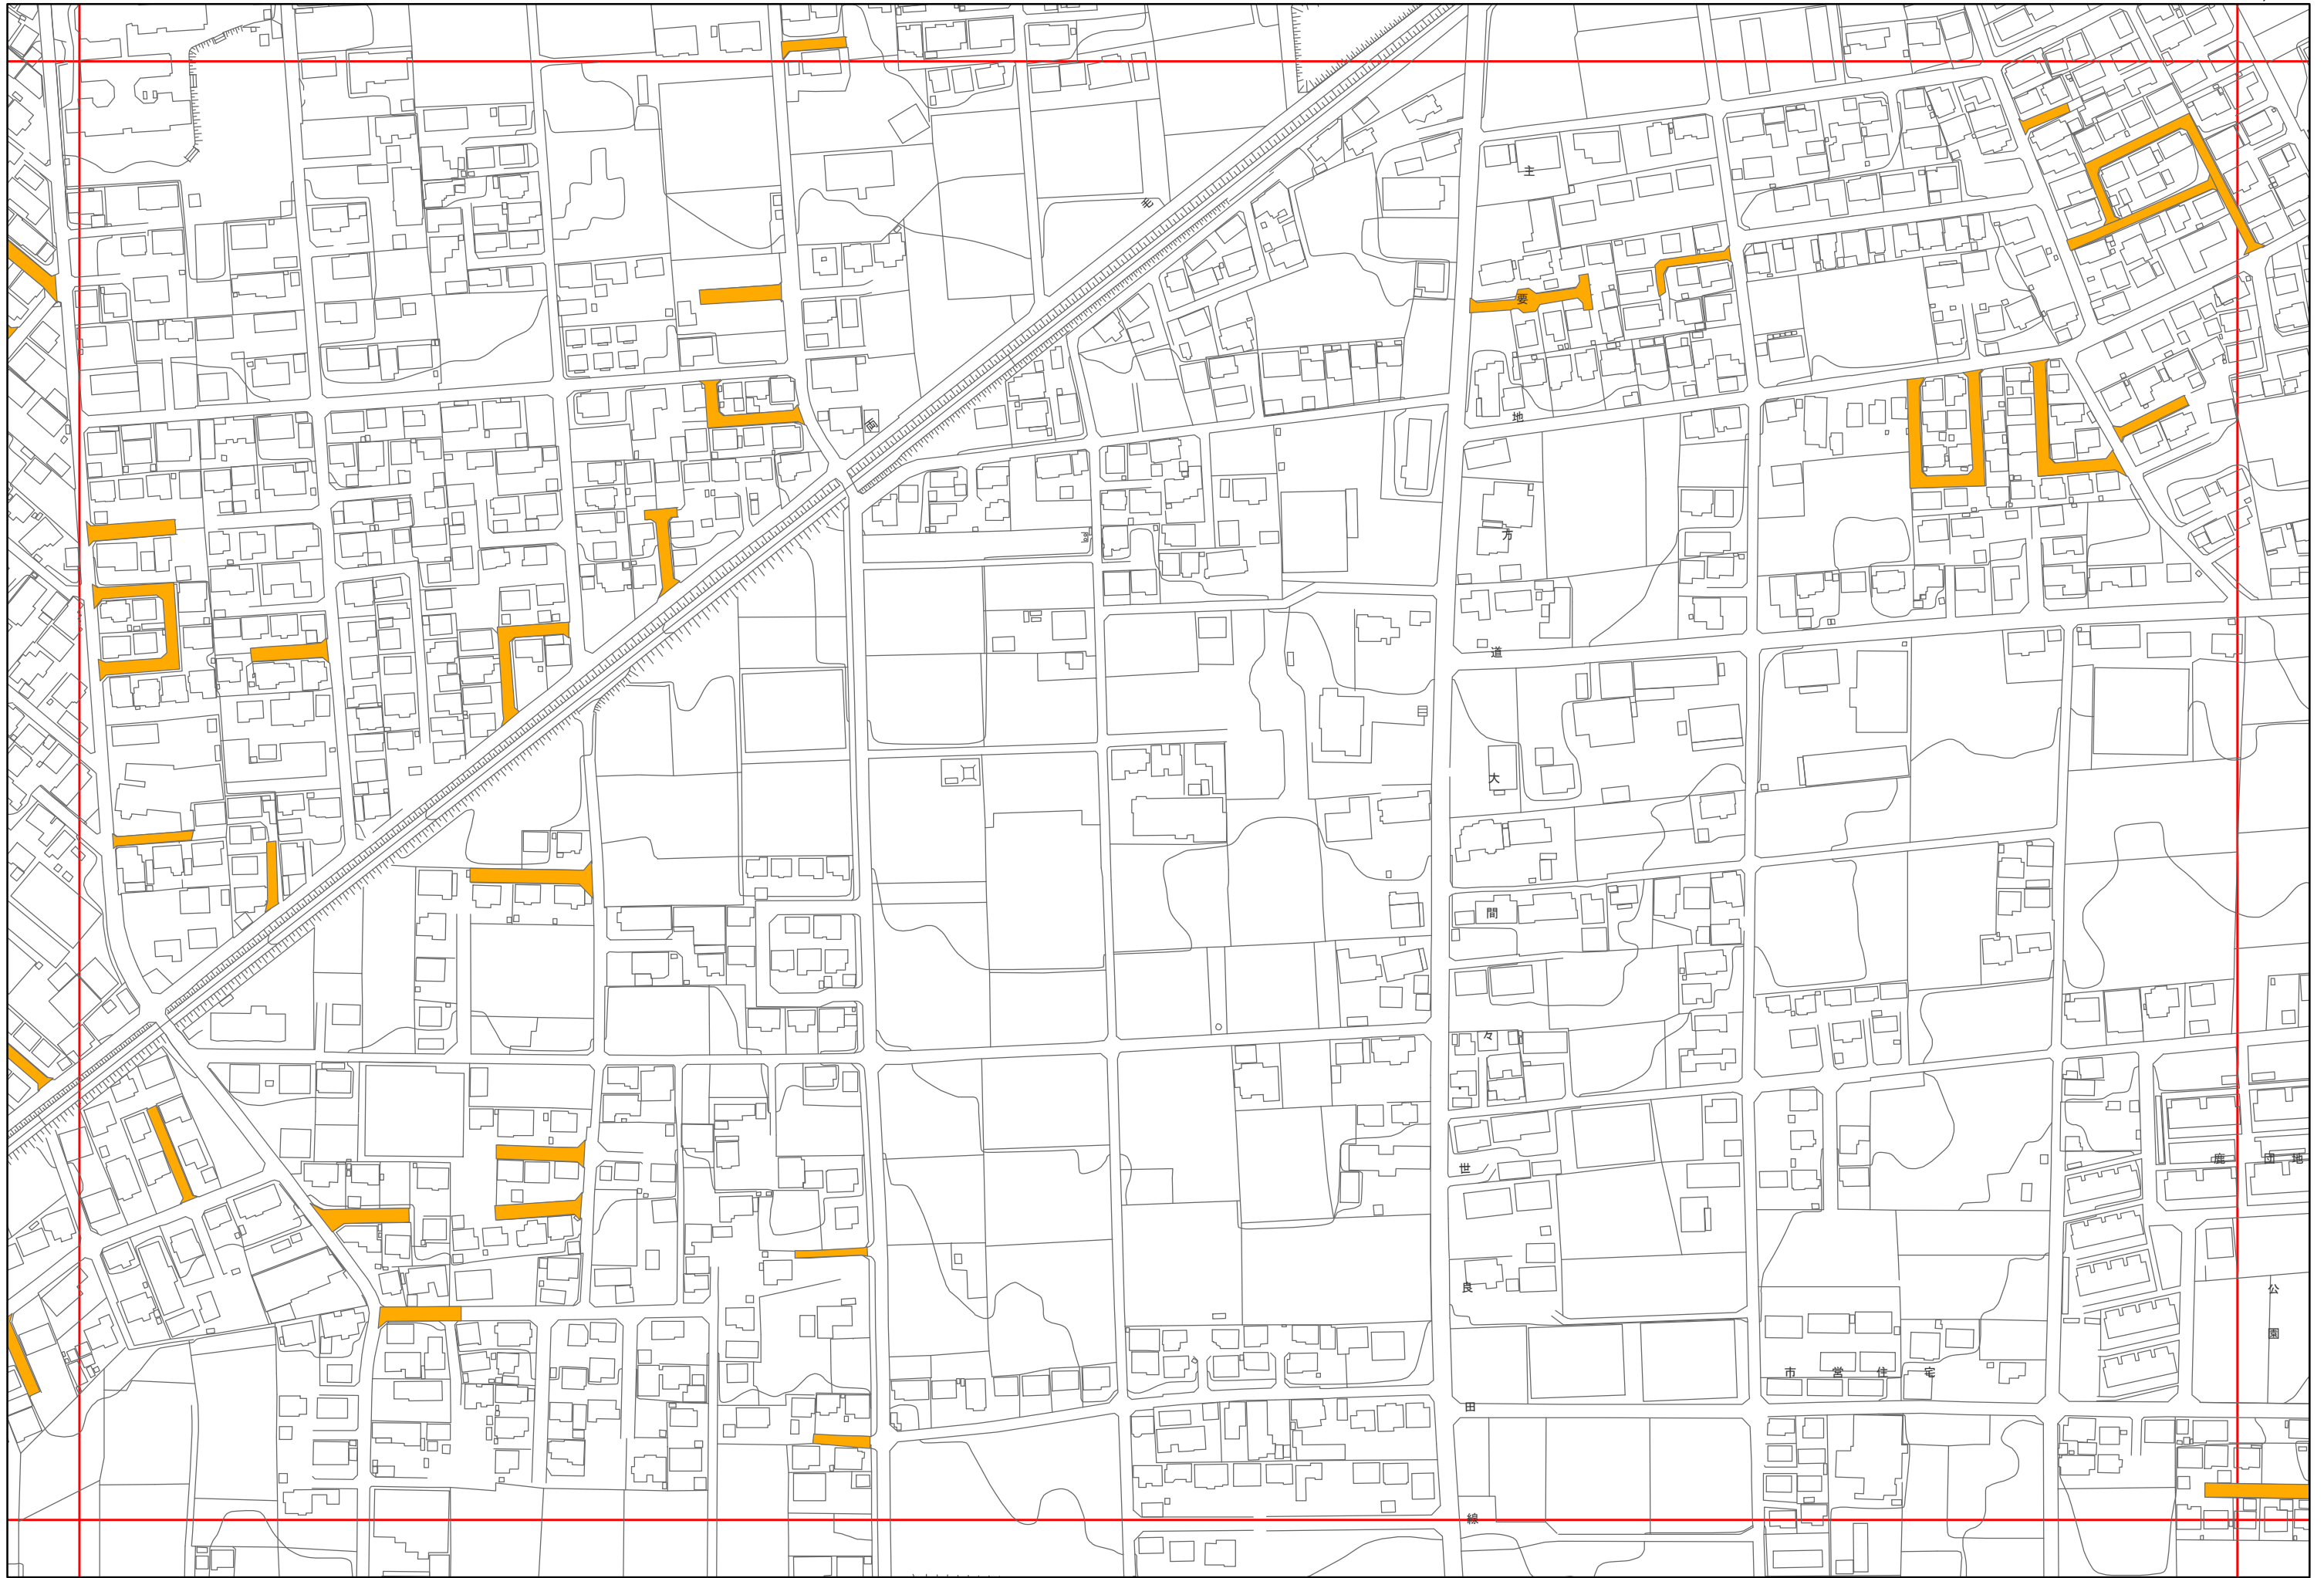 主要地方道大間々世良田線
両毛
鹿団地
公園
市営住宅